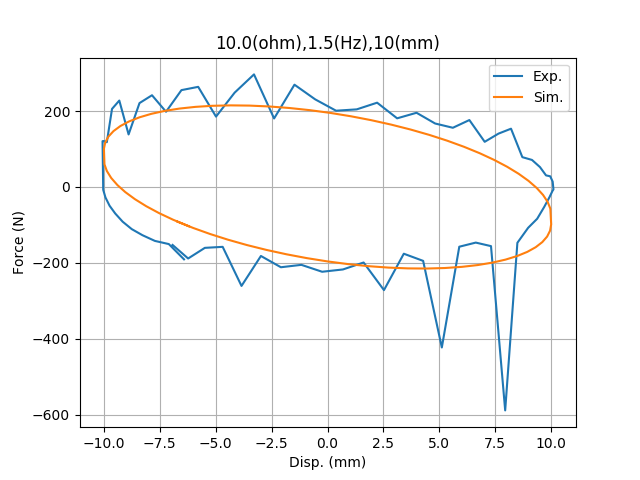 10.0(ohm),1.5(Hz),10(mm)
Exp.
Sim.
200
0
−200
−400
−600
Force (N)
−10.0 −7.5 −5.0 −2.5 0.0 2.5 5.0 7.5 10.0
Disp. (mm)